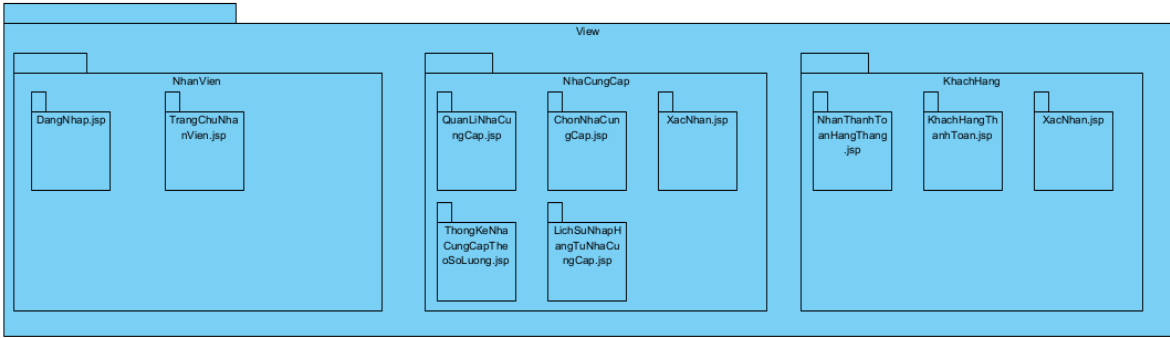 View
NhanVien
DangNhap.jsp
TrangChuNha
nVien.jsp
NhaCungCap
QuanLiNhaCu
ngCap.jsp
ChonNhaCun
gCap.jsp
XacNhan.jsp
ThongKeNha
CungCapThe
oSoLuong.jsp
LichSuNhapH
angTuNhaCu
ngCap.jsp
KhachHang
NhanThanhTo
anHangThang
.jsp
KhachHangTh
anhToan.jsp
XacNhan.jsp